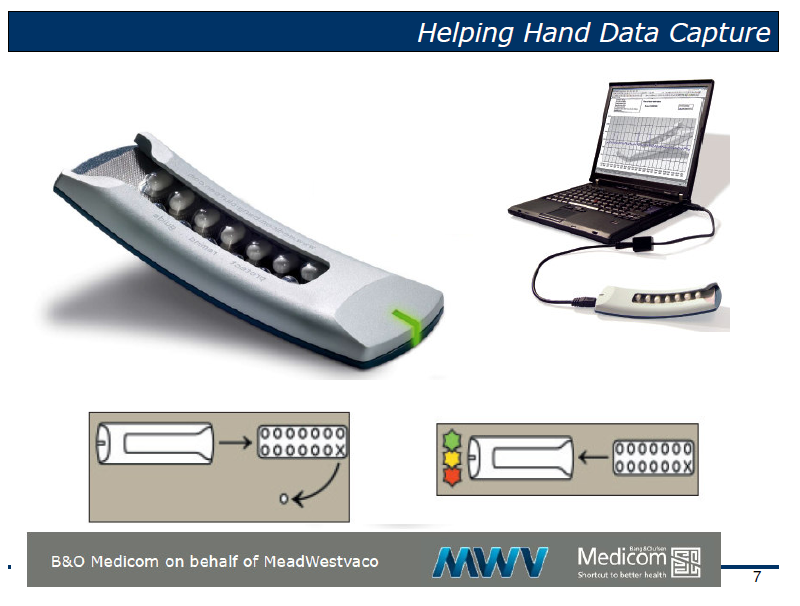 Helping Hand Data Capture
B&O Medicom on behalf of MeadWestvaco
MWV
Bang & Olufsen
Medicom
Shortcut to better health
7